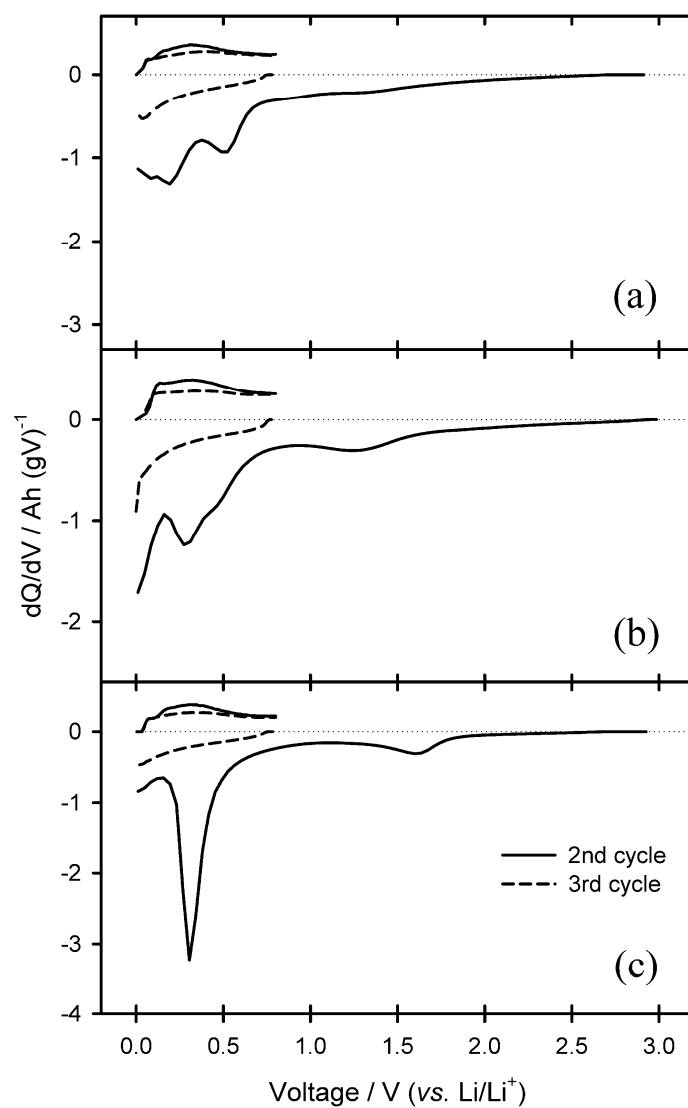 0
-1
-2
-3
(a)
0
-1
-2
(b)
dQ/dV / Ah (gV)⁻¹
0
-1
-2
-3
-4
2nd cycle
3rd cycle
(c)
0.0 0.5 1.0 1.5 2.0 2.5 3.0
Voltage / V (vs. Li/Li⁺)